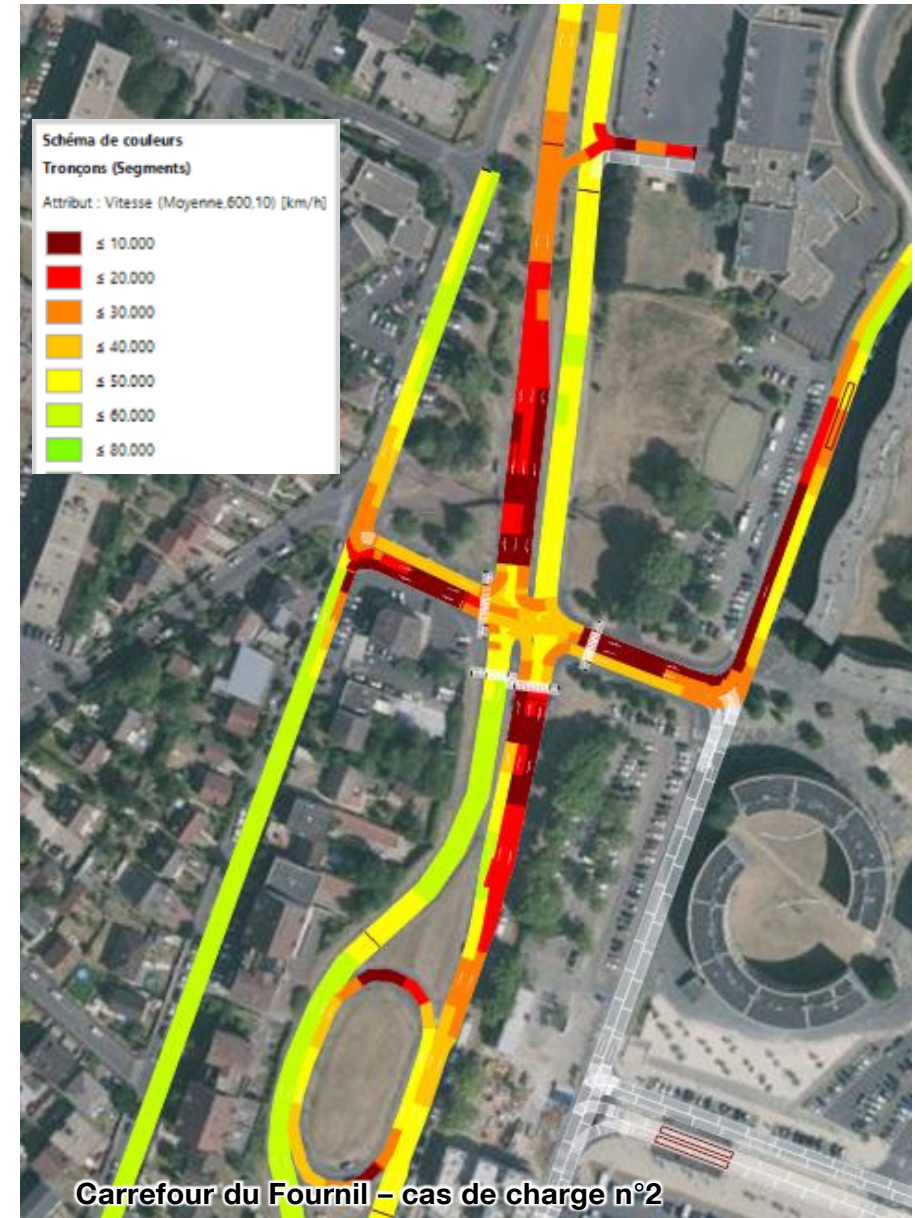 Schéma de couleurs
Tronçons (Segments)
Attribut : Vitesse (Moyenne,600,10) [km/h]
≤ 10.000
≤ 20.000
≤ 30.000
≤ 40.000
≤ 50.000
≤ 60.000
≤ 80.000
Carrefour du Fournil – cas de charge n°2